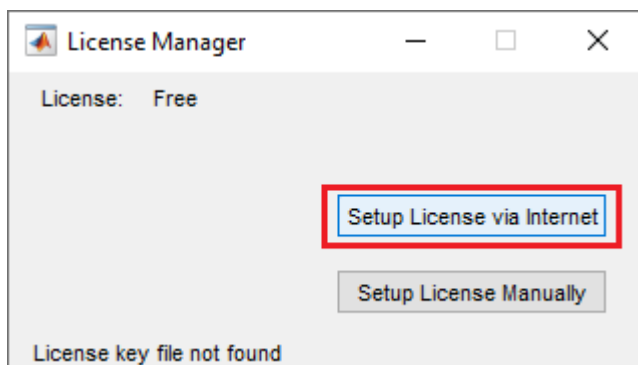 License Manager
License: Free
Setup License via Internet
Setup License Manually
License key file not found